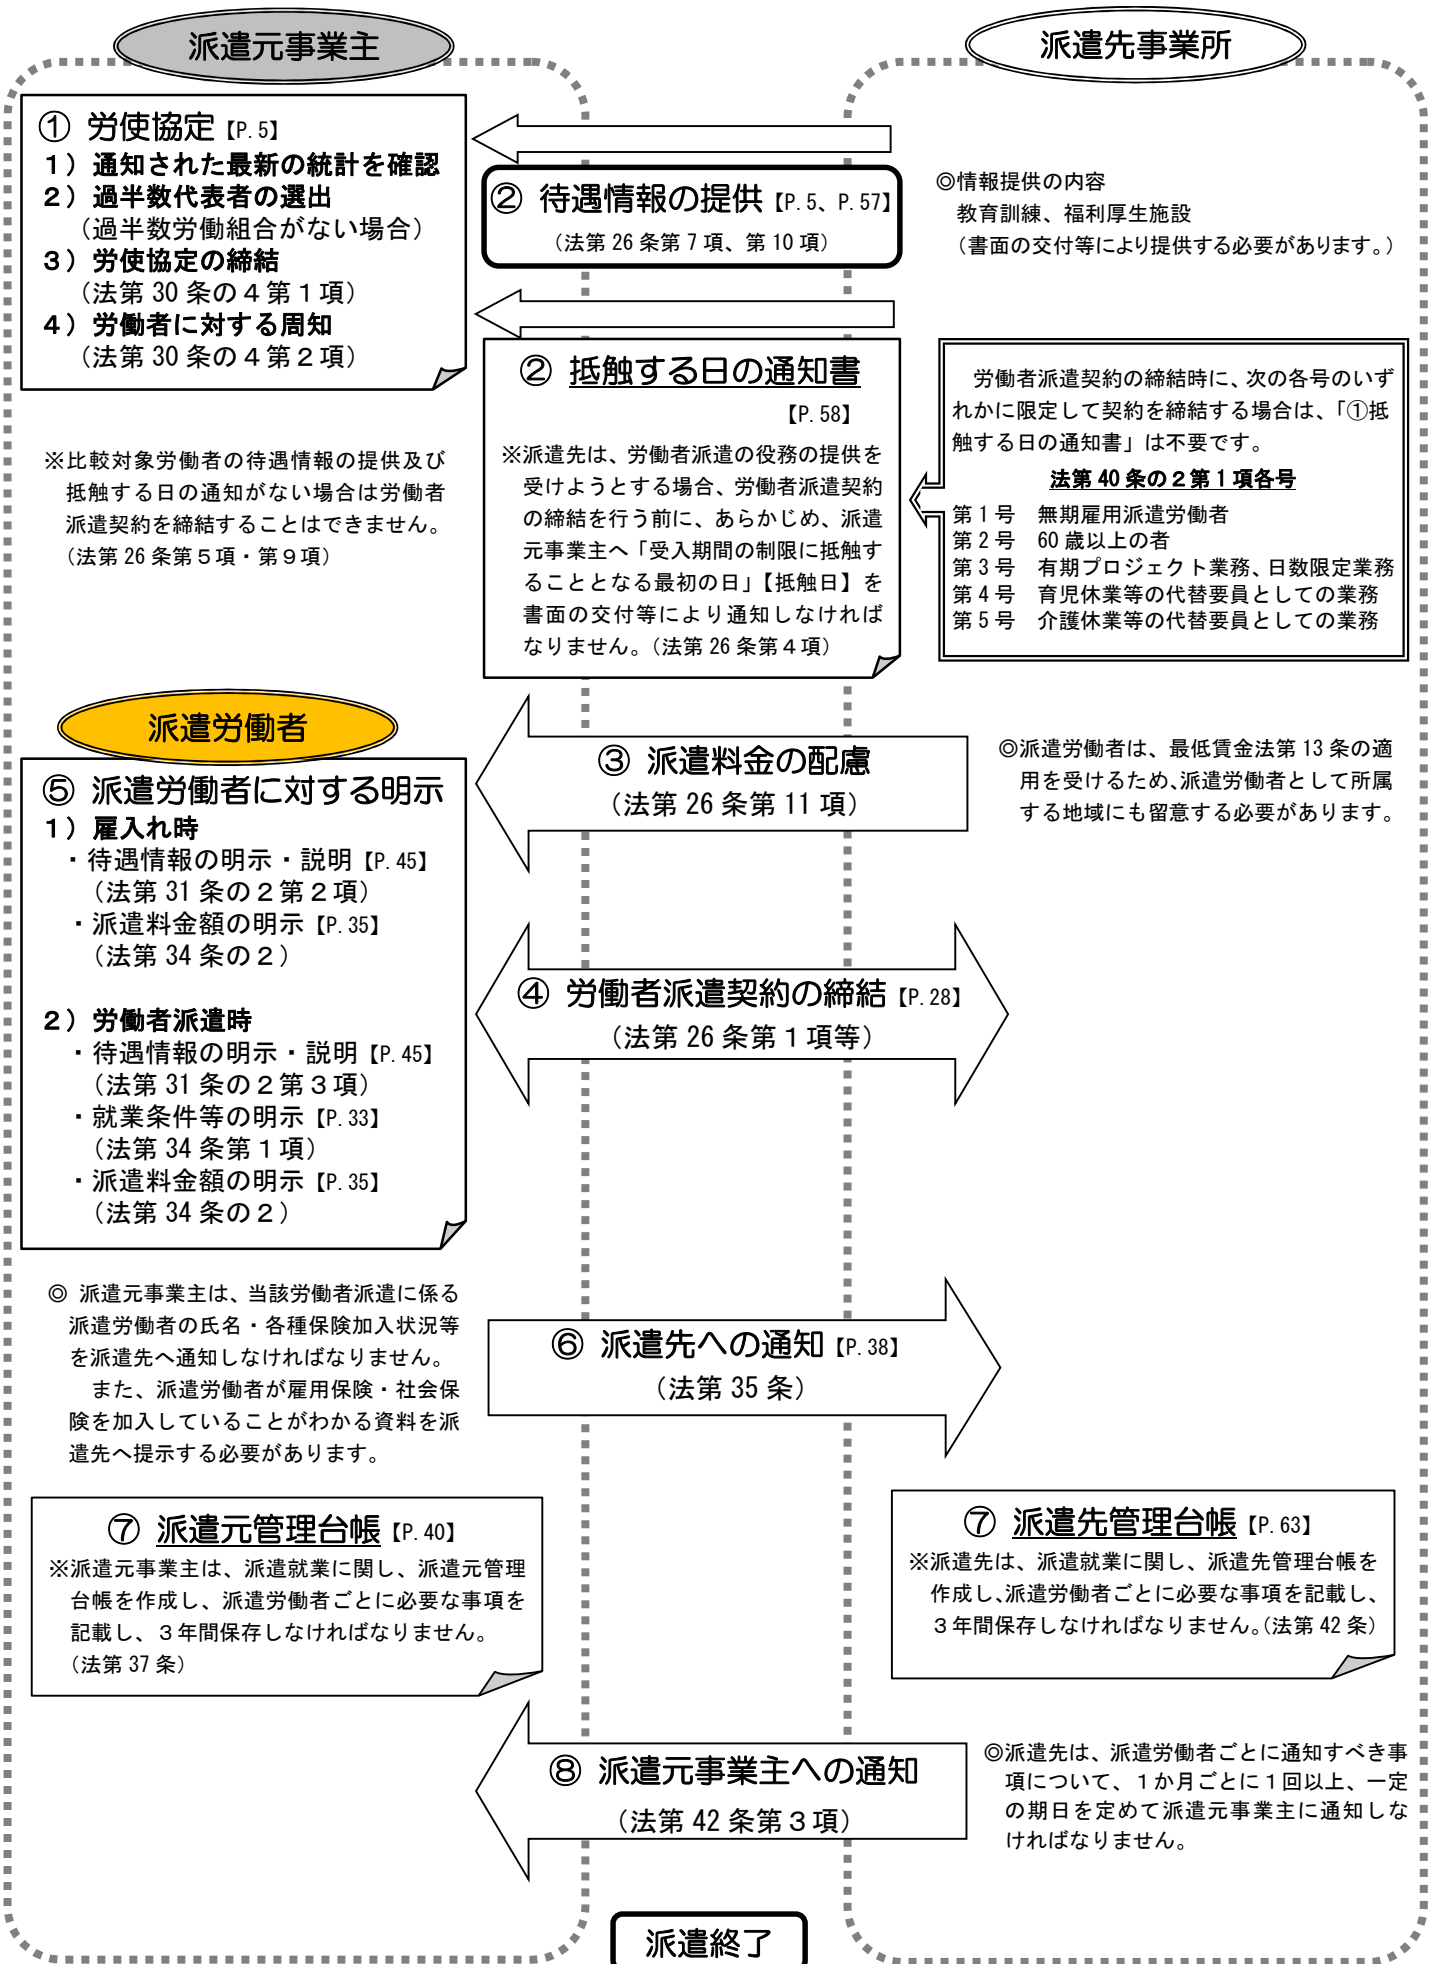 派遣元事業主
派遣先事業所
① 労使協定【P.5】
１）通知された最新の統計を確認
２）過半数代表者の選出
（過半数労働組合がない場合）
３）労使協定の締結
（法第 30 条の４第１項）
４）労働者に対する周知
（法第 30 条の４第２項）
② 待遇情報の提供【P.5、P.57】
（法第 26 条第７項、第 10 項）
◎情報提供の内容
教育訓練、福利厚生施設
（書面の交付等により提供する必要があります。）
※比較対象労働者の待遇情報の提供及び
抵触する日の通知がない場合は労働者
派遣契約を締結することはできません。
（法第 26 条第５項・第９項）
② 抵触する日の通知書
【P.58】
※派遣先は、労働者派遣の役務の提供を
受けようとする場合、労働者派遣契約
の締結を行う前に、あらかじめ、派遣
元事業主へ「受入期間の制限に抵触す
ることとなる最初の日」【抵触日】を
書面の交付等により通知しなければ
なりません。（法第 26 条第４項）
労働者派遣契約の締結時に、次の各号のいず
れかに限定して契約を締結する場合は、「①抵
触する日の通知書」は不要です。
法第 40 条の２第１項各号
第１号　無期雇用派遣労働者
第２号　60 歳以上の者
第３号　有期プロジェクト業務、日数限定業務
第４号　育児休業等の代替要員としての業務
第５号　介護休業等の代替要員としての業務
派遣労働者
③ 派遣料金の配慮
（法第 26 条第 11 項）
◎派遣労働者は、最低賃金法第 13 条の適
用を受けるため、派遣労働者として所属
する地域にも留意する必要があります。
⑤ 派遣労働者に対する明示
１）雇入れ時
・待遇情報の明示・説明【P.45】
（法第 31 条の２第２項）
・派遣料金額の明示【P.35】
（法第 34 条の２）
２）労働者派遣時
・待遇情報の明示・説明【P.45】
（法第 31 条の２第３項）
・就業条件等の明示【P.33】
（法第 34 条第１項）
・派遣料金額の明示【P.35】
（法第 34 条の２）
④ 労働者派遣契約の締結【P.28】
（法第 26 条第１項等）
◎ 派遣元事業主は、当該労働者派遣に係る
派遣労働者の氏名・各種保険加入状況等
を派遣先へ通知しなければなりません。
また、派遣労働者が雇用保険・社会保
険を加入していることがわかる資料を派
遣先へ提示する必要があります。
⑥ 派遣先への通知【P.38】
（法第 35 条）
⑦ 派遣元管理台帳【P.40】
※派遣元事業主は、派遣就業に関し、派遣元管理
台帳を作成し、派遣労働者ごとに必要な事項を
記載し、３年間保存しなければなりません。
（法第 37 条）
⑦ 派遣先管理台帳【P.63】
※派遣先は、派遣就業に関し、派遣先管理台帳を
作成し、派遣労働者ごとに必要な事項を記載し、
３年間保存しなければなりません。（法第 42 条）
⑧ 派遣元事業主への通知
（法第 42 条第３項）
◎派遣先は、派遣労働者ごとに通知すべき事
項について、１か月ごとに１回以上、一定
の期日を定めて派遣元事業主に通知しな
ければなりません。
派遣終了